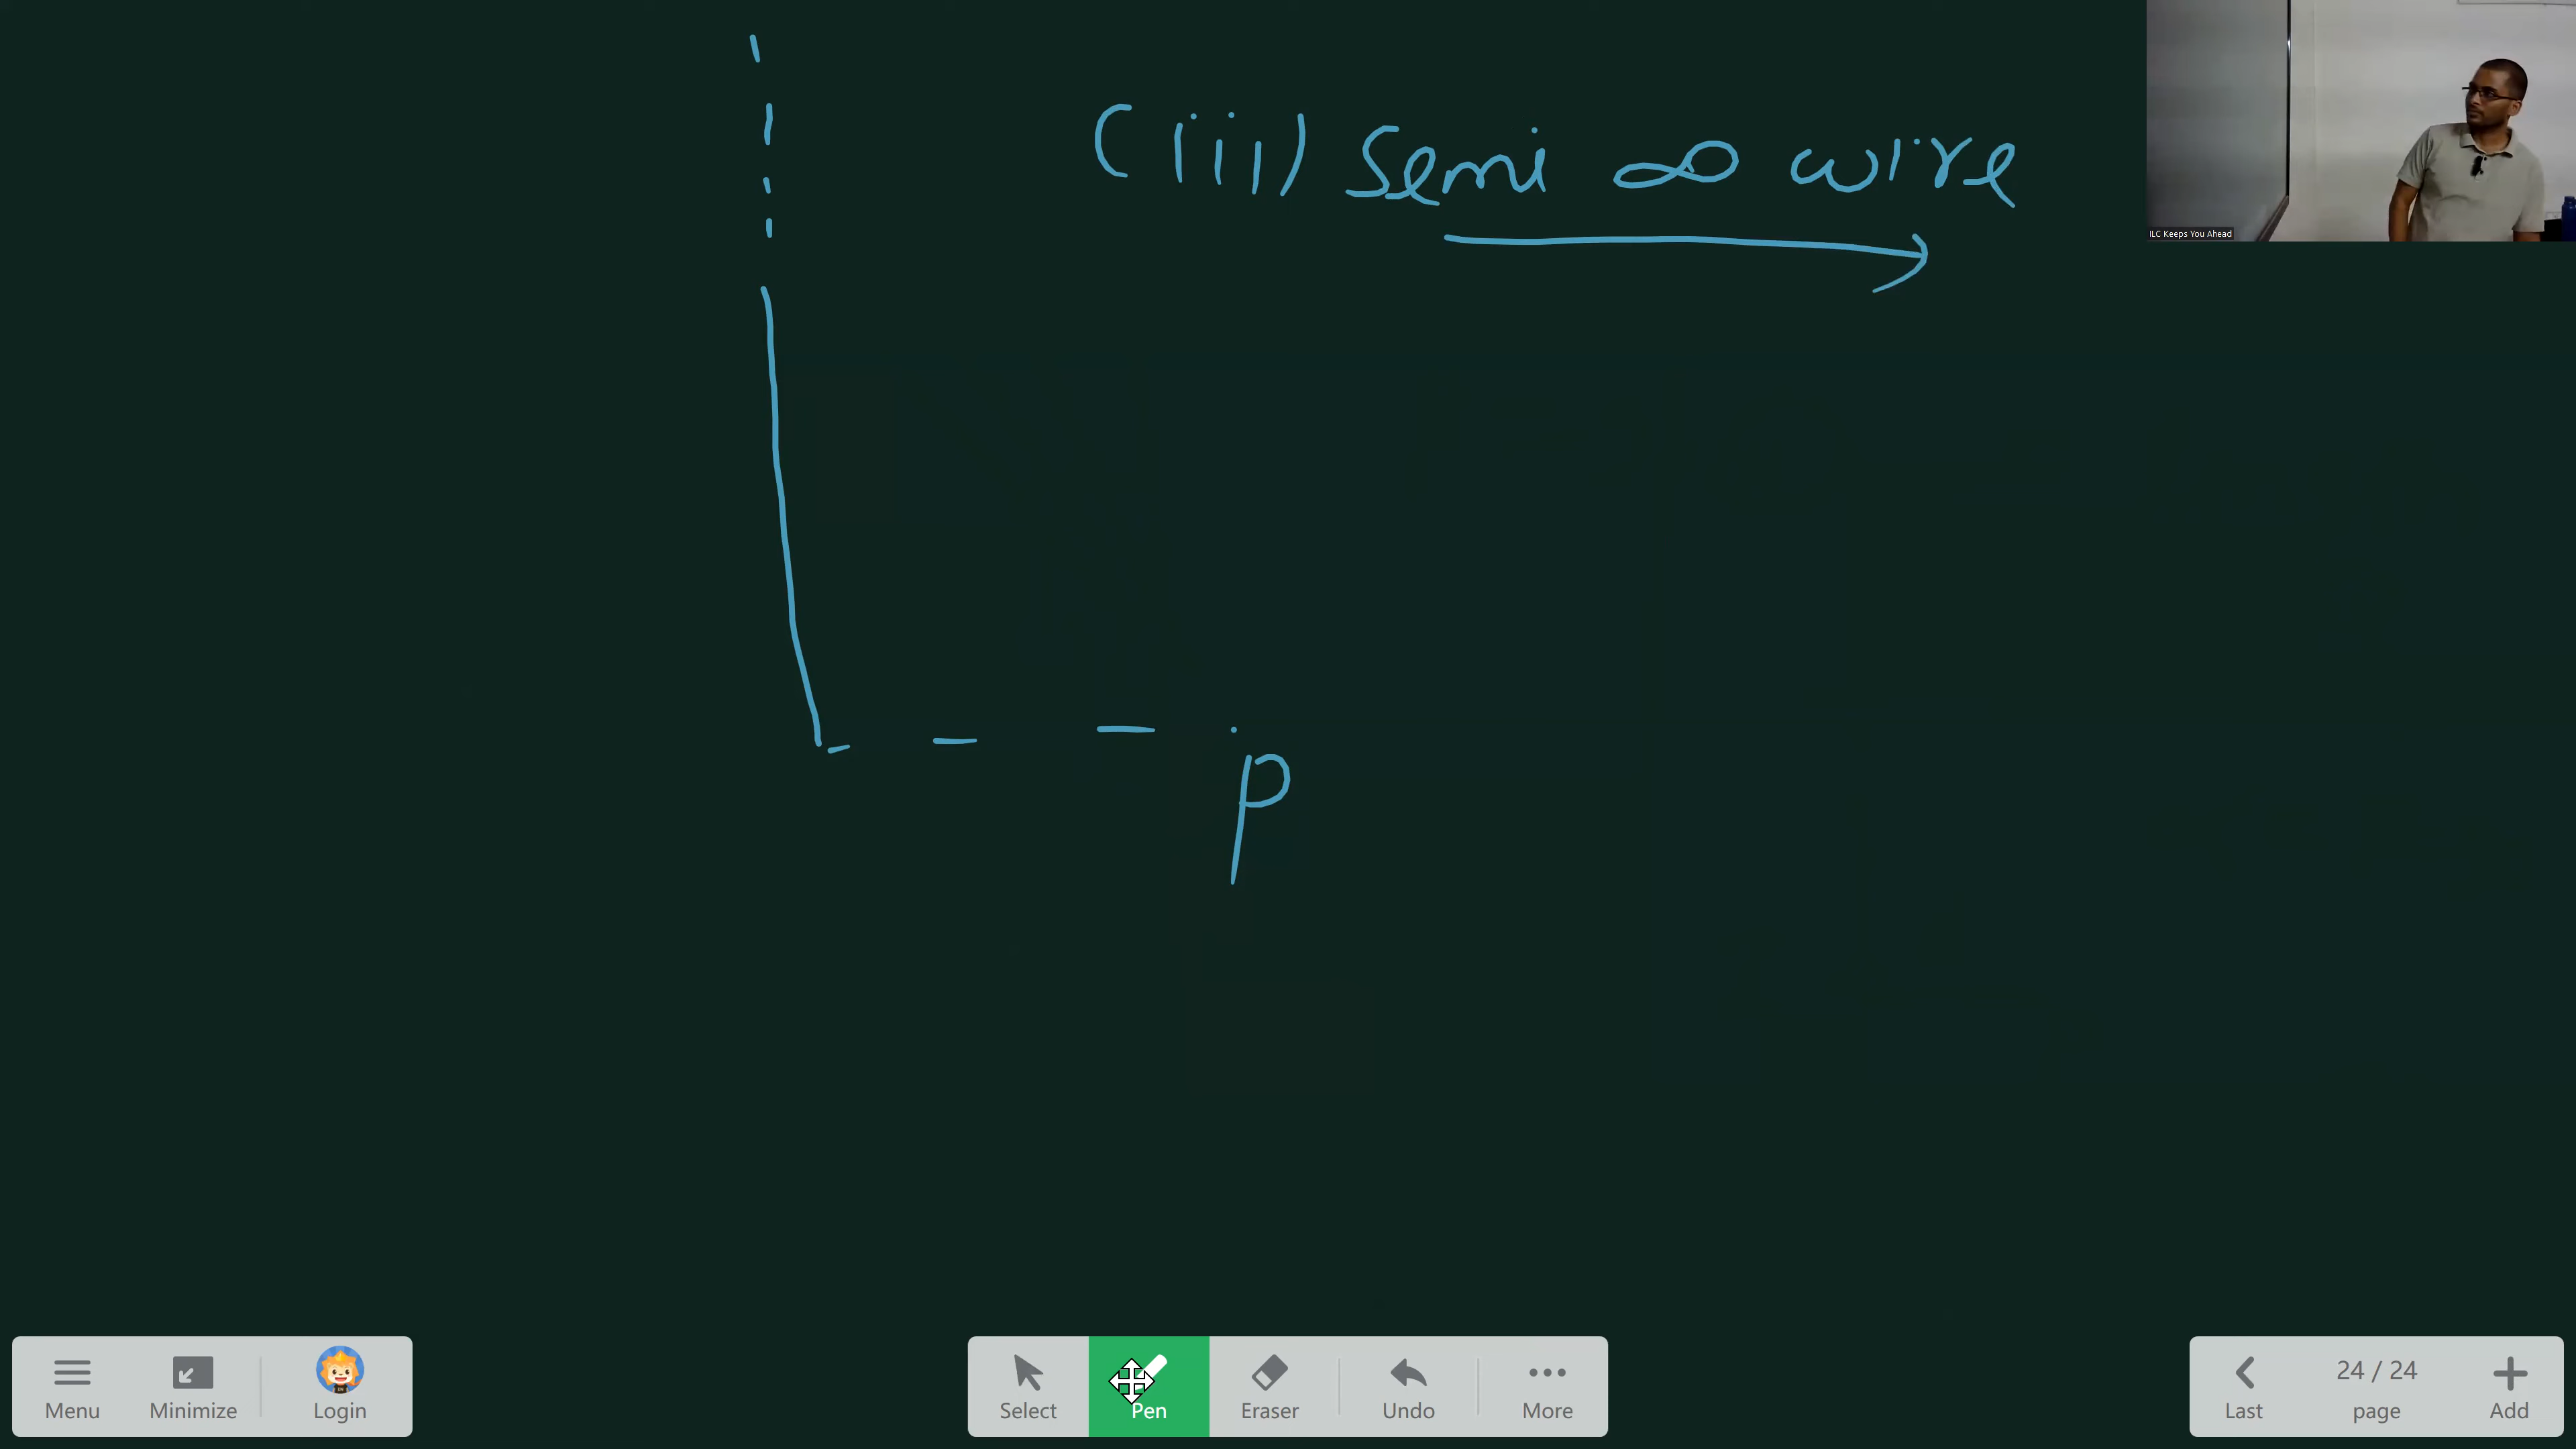 (iii) Semi ∞ wire
ILC Keeps You Ahead
P
Menu
Minimize
Login
Select
Pen
Eraser
Undo
More
Last
24 / 24
page
Add